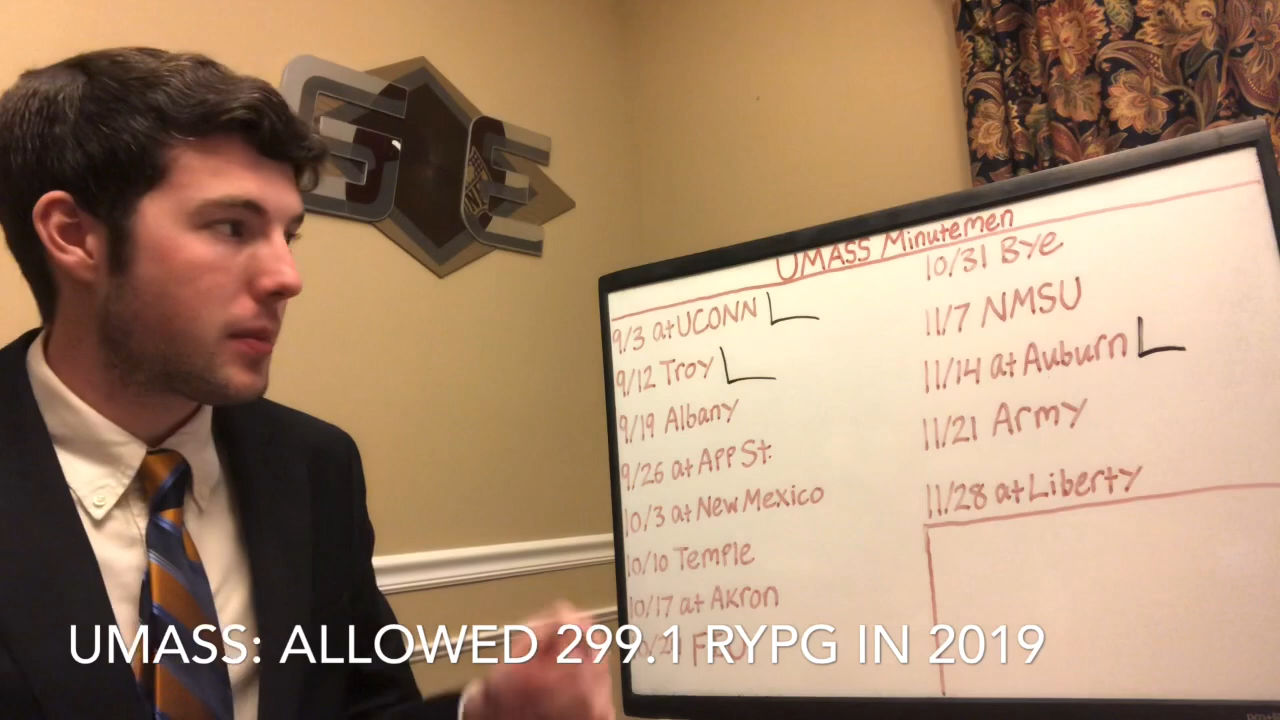 UMASS Minutemen
9/3 at UCONN L
9/12 Troy L
9/19 Albany
9/26 at App St.
10/3 at New Mexico
10/10 Temple
10/17 at Akron
10/31 Bye
11/7 NMSU
11/14 at Auburn L
11/21 Army
11/28 at Liberty
UMASS: ALLOWED 299.1 RYPG IN 2019